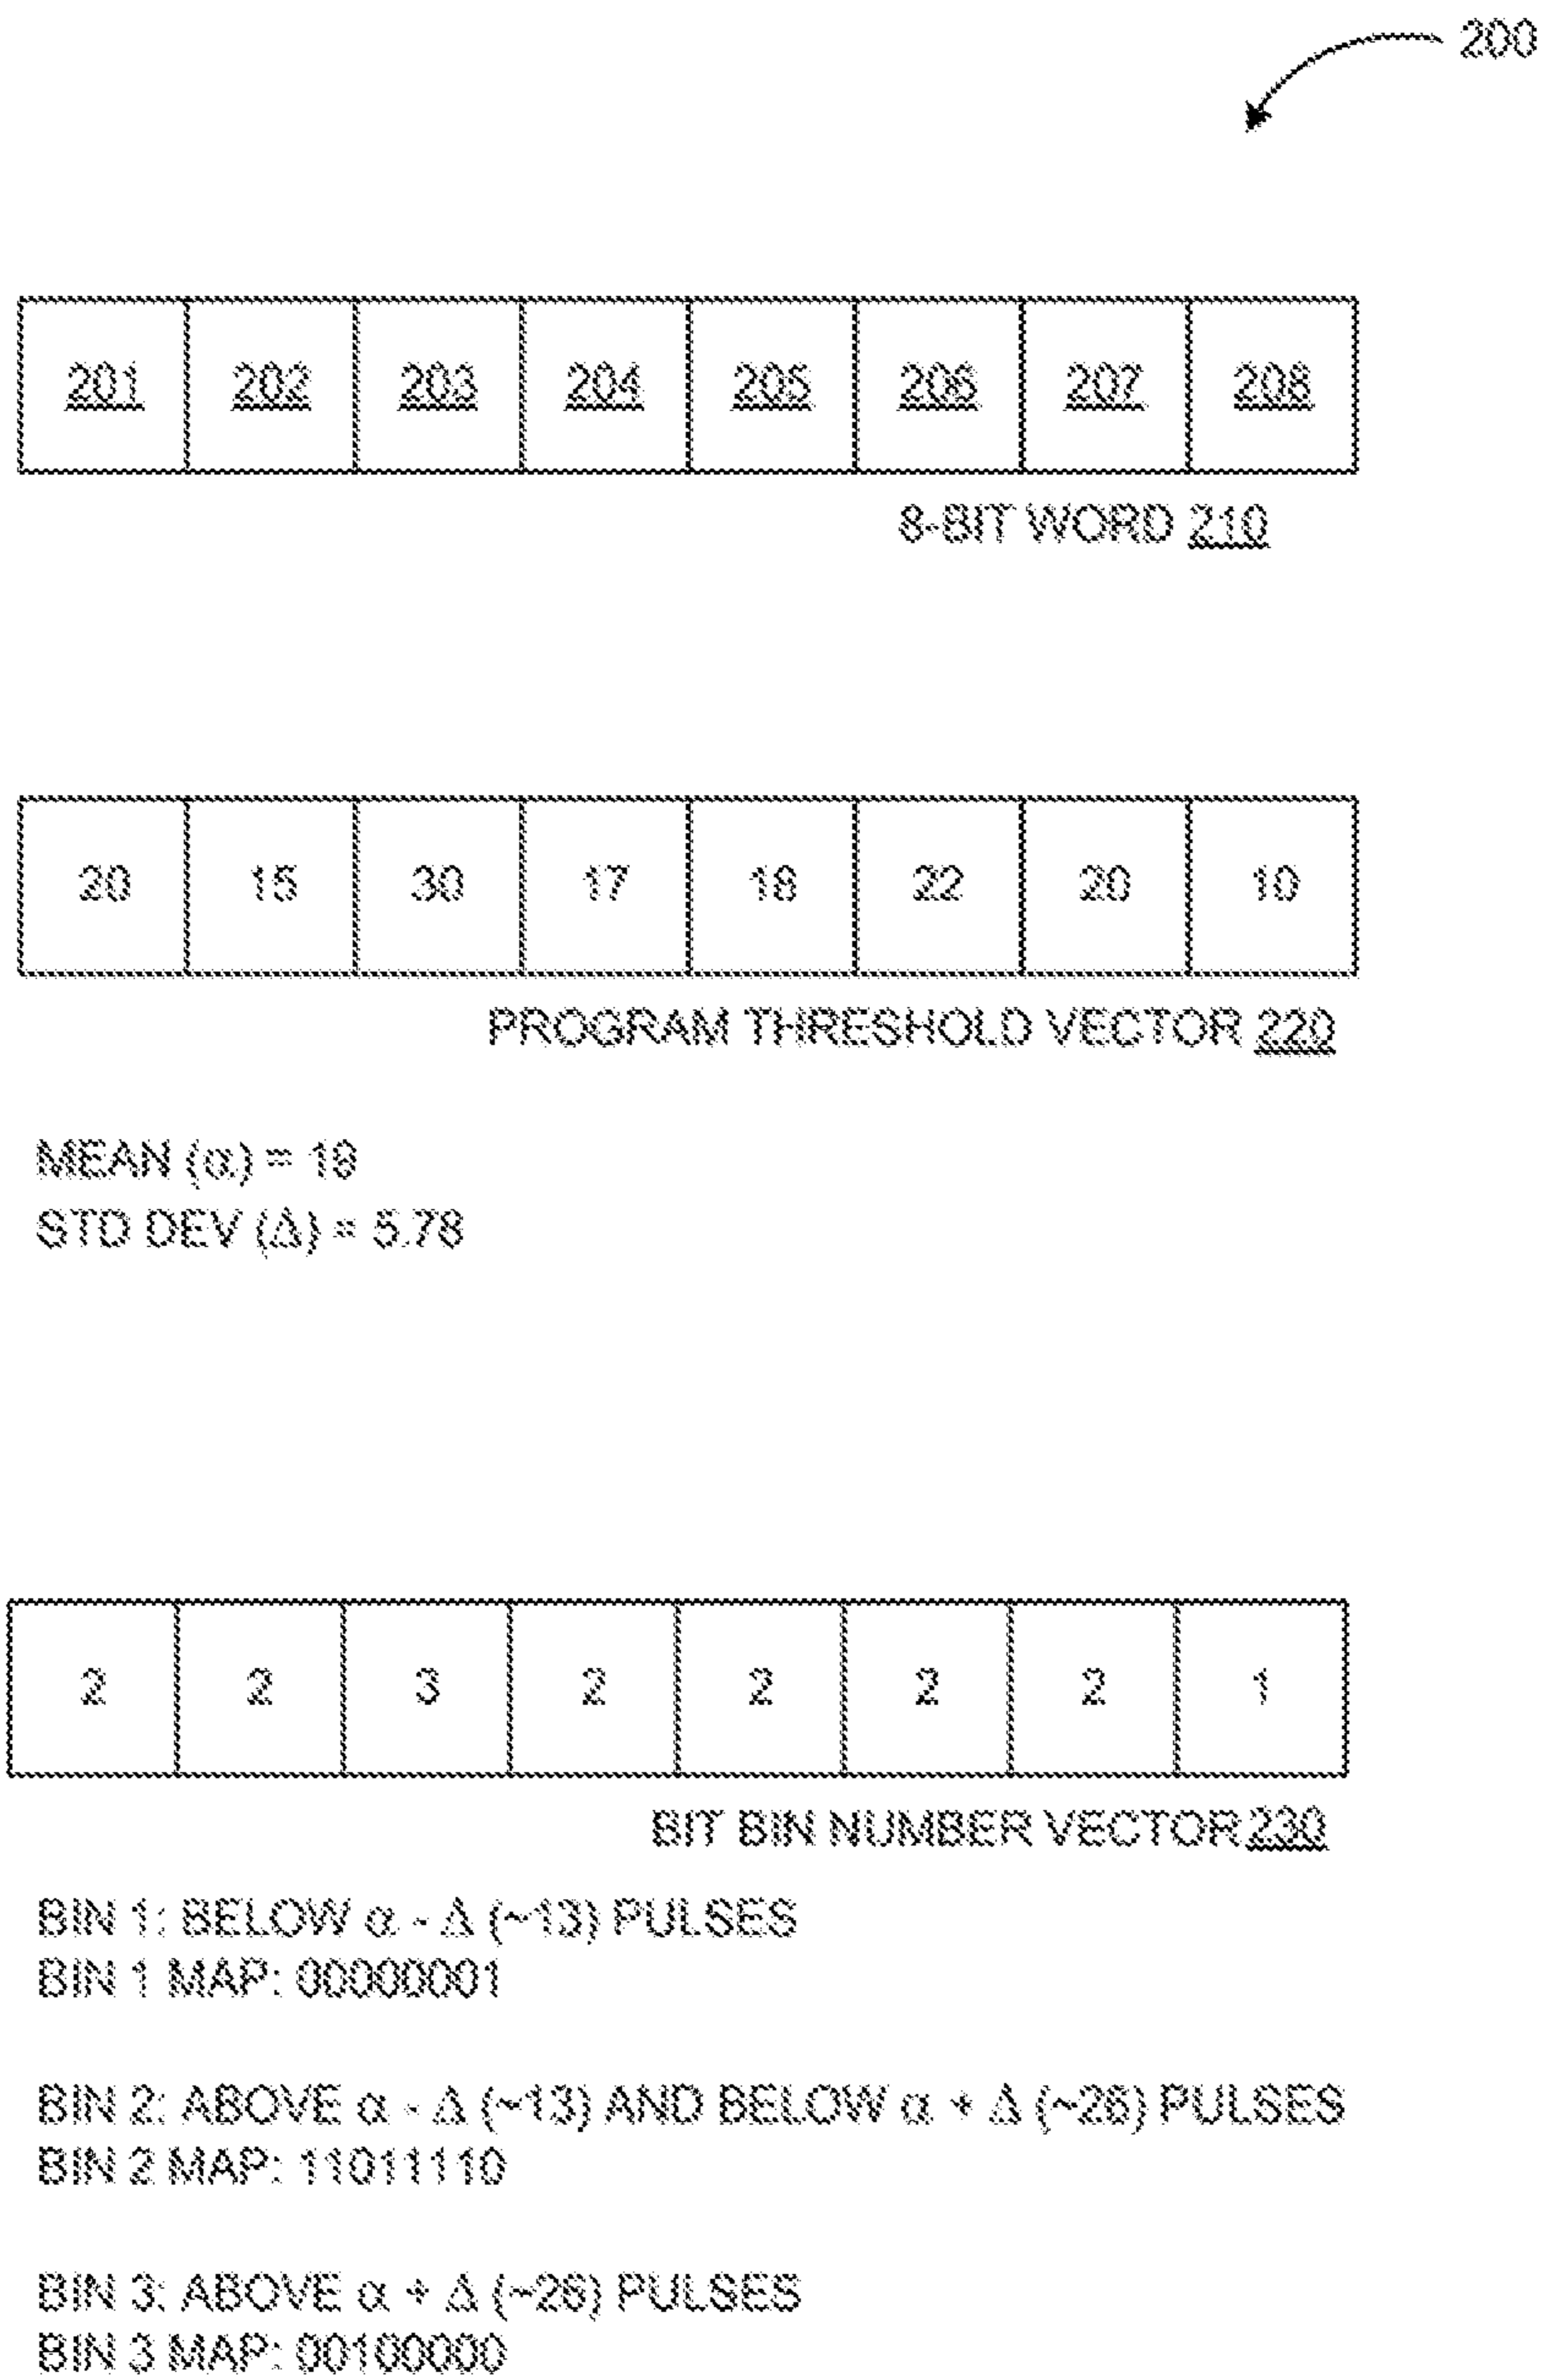 200
201 202 203 204 205 206 207 208
8-BIT WORD 210
20 15 30 17 18 22 20 10
PROGRAM THRESHOLD VECTOR 220
MEAN (α) = 19
STD DEV (Δ) = 5.78
2 2 3 2 2 2 2 1
BIT BIN NUMBER VECTOR 230
BIN 1: BELOW α - Δ (~13) PULSES
BIN 1 MAP: 00000001
BIN 2: ABOVE α - Δ (~13) AND BELOW α + Δ (~26) PULSES
BIN 2 MAP: 11011110
BIN 3: ABOVE α + Δ (~26) PULSES
BIN 3 MAP: 00100000